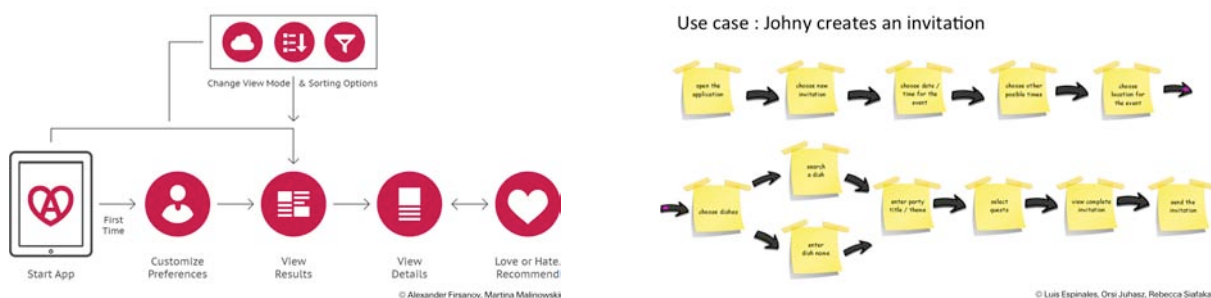 Change View Mode & Sorting Options
First
Time
Start App
Customize
Preferences
View
Results
View
Details
Love or Hate.
Recommend
© Alexander Firsanov, Martina Malinowski
Use case : Johny creates an invitation
open the
application
choose new
invitation
choose date /
time for the
event
choose other
posible times
choose
location for
the event
choose dishes
search
a dish
enter
dish name
enter party
title / theme
select
guests
view complete
invitation
send the
invitation
© Luis Espinales, Orsi Juhasz, Rebecca Siafaka